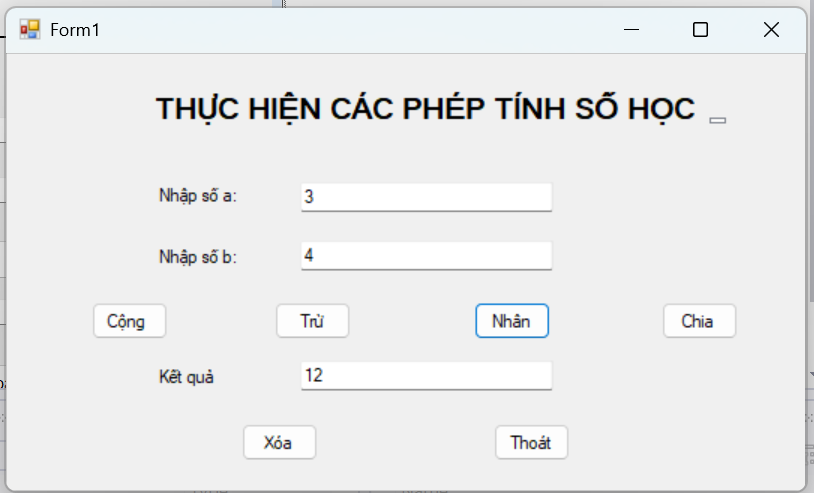 Form1
THỰC HIỆN CÁC PHÉP TÍNH SỐ HỌC
Nhập số a: 3
Nhập số b: 4
Cộng Trừ Nhân Chia
Kết quả 12
Xóa Thoát